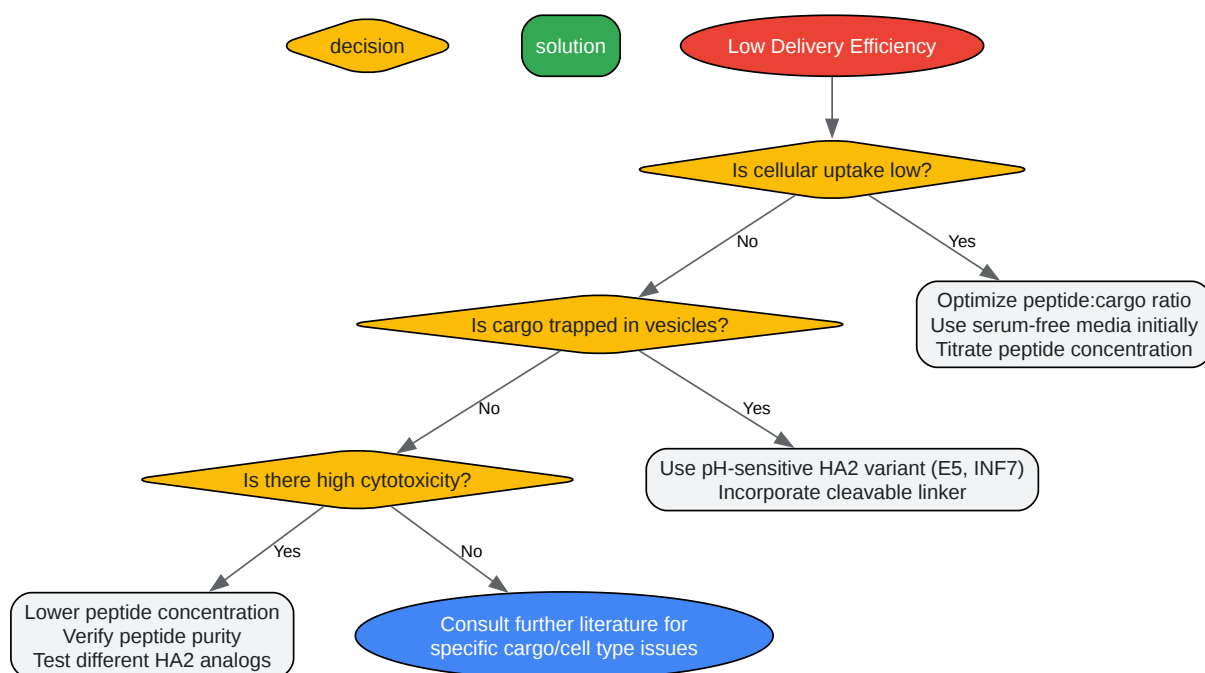 decision
solution
Low Delivery Efficiency
Is cellular uptake low?
No
Yes
Optimize peptide:cargo ratio
Use serum-free media initially
Titrate peptide concentration
Is cargo trapped in vesicles?
No
Yes
Use pH-sensitive HA2 variant (E5, INF7)
Incorporate cleavable linker
Is there high cytotoxicity?
Yes
No
Lower peptide concentration
Verify peptide purity
Test different HA2 analogs
Consult further literature for
specific cargo/cell type issues